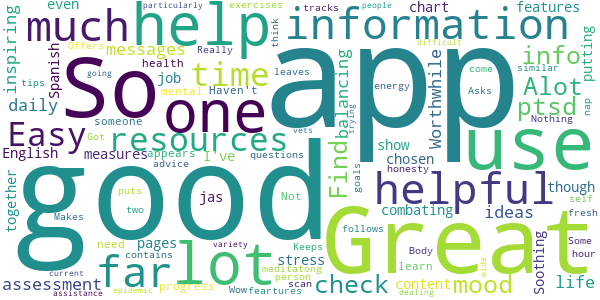 even
particularly
exercises
tracks
people
chart
features
much
help
information
inspiring
messages
Offers
Really
think
difficult
putting
Spanish
health
going
job
time
leaves
Haven't
balancing
Worthwhile
info
come
similar
Asks
Alot
tips
mental
energy
nap
So
one
app
daily
someone
Got
trying
ptsd
Nothing
Easy
resources
Find
show
use
English
measures
appears
I've
vets
questions
advice
goals
chosen
honesty
though
good
together
Makes
puts
two
jas
Not
helpful
combating
ideas
self
fresh
Great
need
pages
contains
stress
follows
Body
learn
Soothing
Some
hour
far
lot
Keeps
meditatong
person
check
content
wide
mood
life
assessment
current
progress
variety
scan
assistance
epidemic
Wow
feartures
dealing